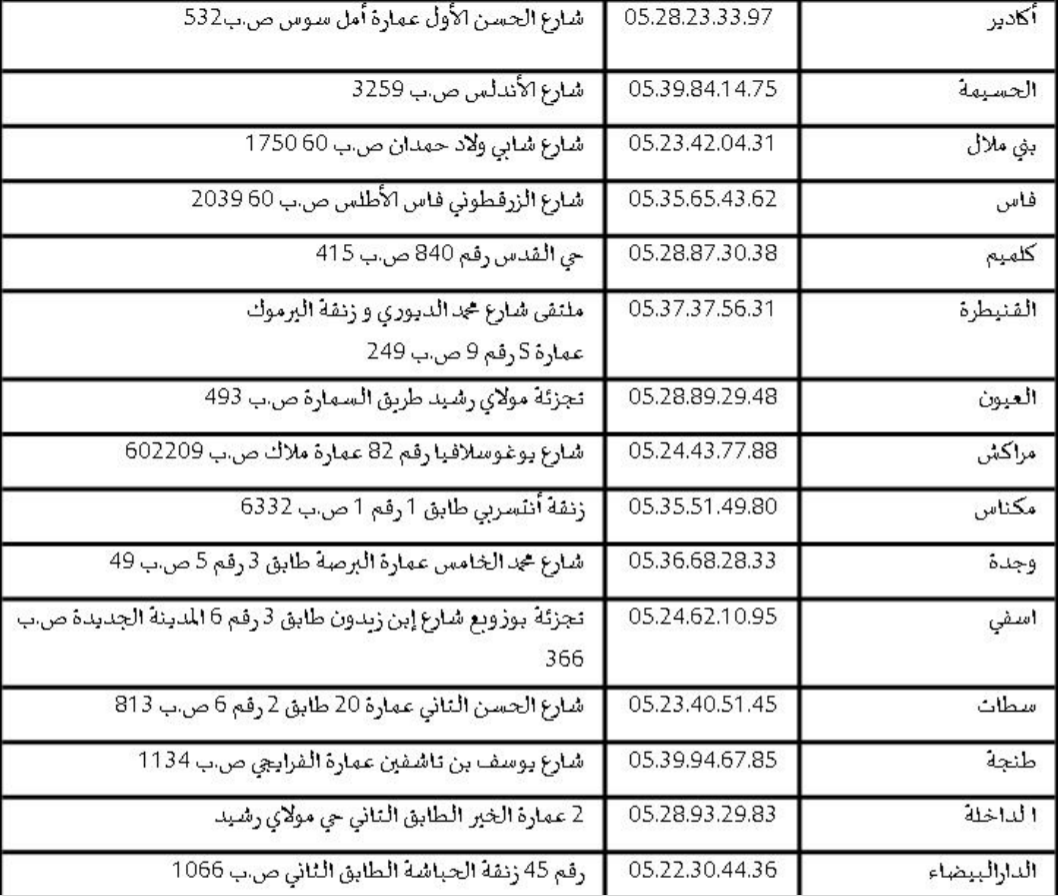 أكادير 05.28.23.33.97 شارع الحسن الأول عمارة أمل سوس ص.ب532
الحسيمة 05.39.84.14.75 شارع الأندلس ص.ب 3259
بني ملال 05.23.42.04.31 شارع شابي ولاد حمدان ص.ب 60 1750
فاس 05.35.65.43.62 شارع الزرقطوني فاس الأطلس ص.ب 60 2039
كلميم 05.28.87.30.38 حي القدس رقم 840 ص.ب 415
القنيطرة 05.37.37.56.31 ملتقى شارع محمد الديوري و زنقة اليرموك
عمارة S رقم 9 ص.ب 249
العيون 05.28.89.29.48 تجزئة مولاي رشيد طريق السمارة ص.ب 493
مراكش 05.24.43.77.88 شارع يوغوسلافيا رقم 82 عمارة ملاك ص.ب 602209
مكناس 05.35.51.49.80 زنقة أنتسربي طابق 1 رقم 1 ص.ب 6332
وجدة 05.36.68.28.33 شارع محمد الخامس عمارة البرصة طابق 3 رقم 5 ص.ب 49
اسفي 05.24.62.10.95 تجزئة بوزوبع شارع إبن زيدون طابق 3 رقم 6 المدينة الجديدة ص.ب
366
سطات 05.23.40.51.45 شارع الحسن التاني عمارة 20 طابق 2 رقم 6 ص.ب 813
طنجة 05.39.94.67.85 شارع يوسف بن تاشفين عمارة الفرايجي ص.ب 1134
ا لداخلة 05.28.93.29.83 2 عمارة الخير الطابق التاني حي مولاي رشيد
الدارالبيضاء 05.22.30.44.36 رقم 45 زنقة الحباشة الطابق الثاني ص.ب 1066